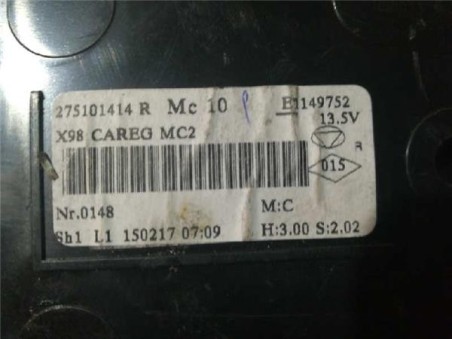 275101414 R Mc 10 E1149752
X98 CAREG MC2 13.5V
R
015
Nr.0148 M:C
Sh1 L1 150217 07:09 H:3.00 S:2.02